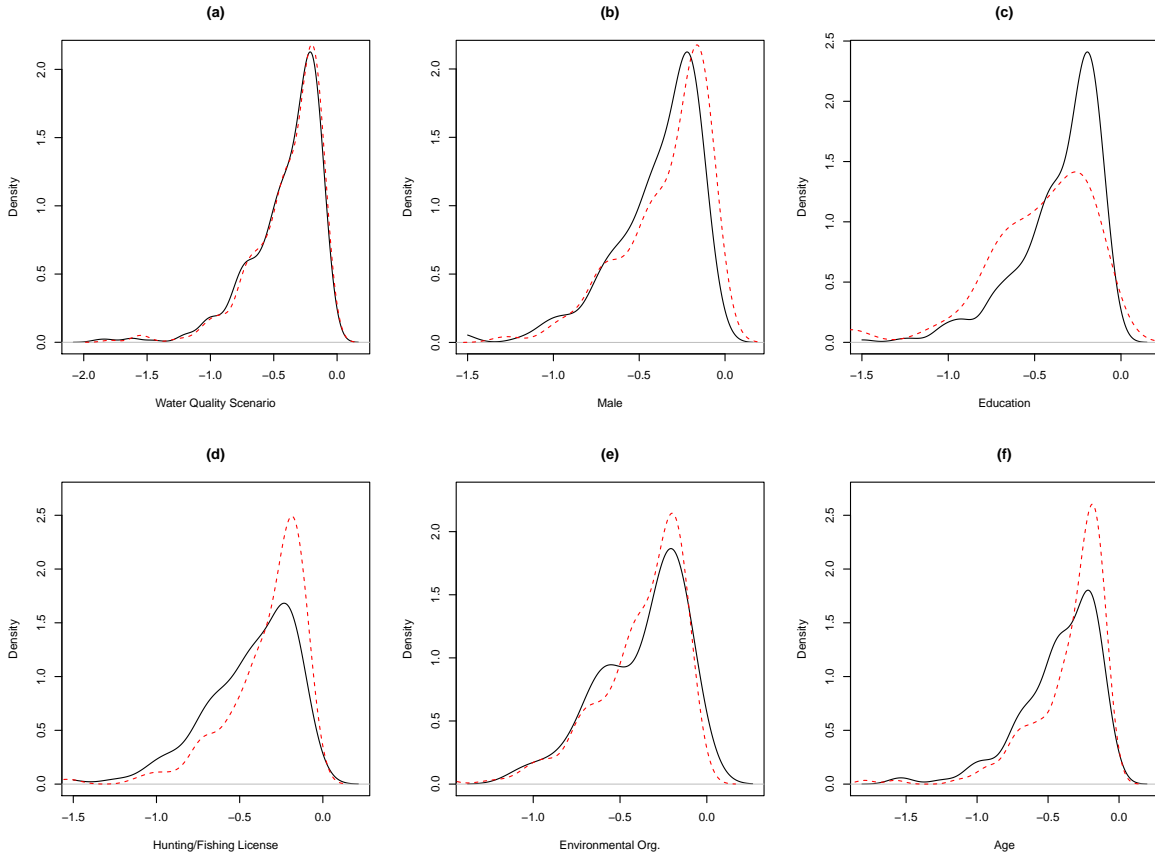 (a)
Density
0.0 0.5 1.0 1.5 2.0
−2.0 −1.5 −1.0 −0.5 0.0
Water Quality Scenario
(b)
Density
0.0 0.5 1.0 1.5 2.0
−1.5 −1.0 −0.5 0.0
Male
(c)
Density
0.0 0.5 1.0 1.5 2.0 2.5
−1.5 −1.0 −0.5 0.0
Education
(d)
Density
0.0 0.5 1.0 1.5 2.0 2.5
−1.5 −1.0 −0.5 0.0
Hunting/Fishing License
(e)
Density
0.0 0.5 1.0 1.5 2.0
−1.0 −0.5 0.0
Environmental Org.
(f)
Density
0.0 0.5 1.0 1.5 2.0 2.5
−1.5 −1.0 −0.5 0.0
Age